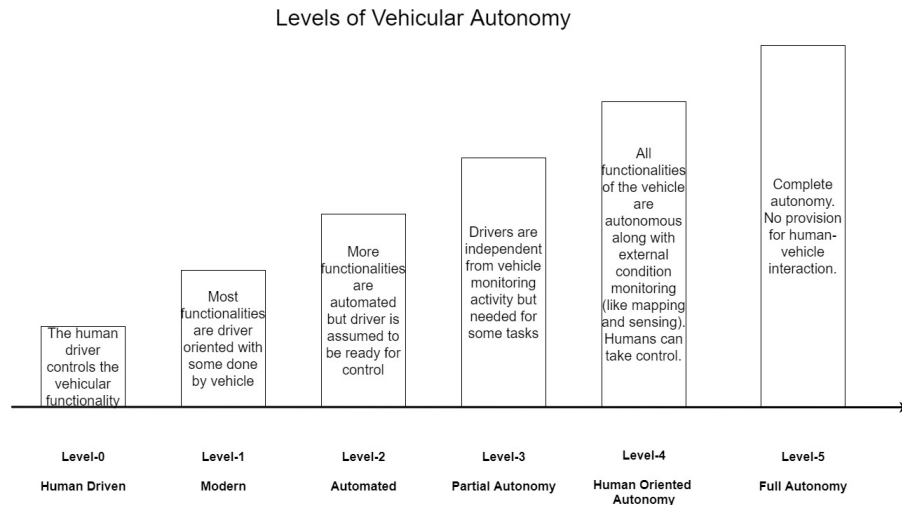 Levels of Vehicular Autonomy
The human
driver
controls the
vehicular
functionality
Most
functionalities
are driver
oriented with
some done
by vehicle
More
functionalities
are
automated
but driver is
assumed to
be ready for
control
Drivers are
independent
from vehicle
monitoring
activity but
needed for
some tasks
All
functionalities
of the vehicle
are
autonomous
along with
external
condition
monitoring
(like mapping
and sensing).
Humans can
take control.
Complete
autonomy.
No provision
for human-
vehicle
interaction.
Level-0
Human Driven
Level-1
Modern
Level-2
Automated
Level-3
Partial Autonomy
Level-4
Human Oriented
Autonomy
Level-5
Full Autonomy